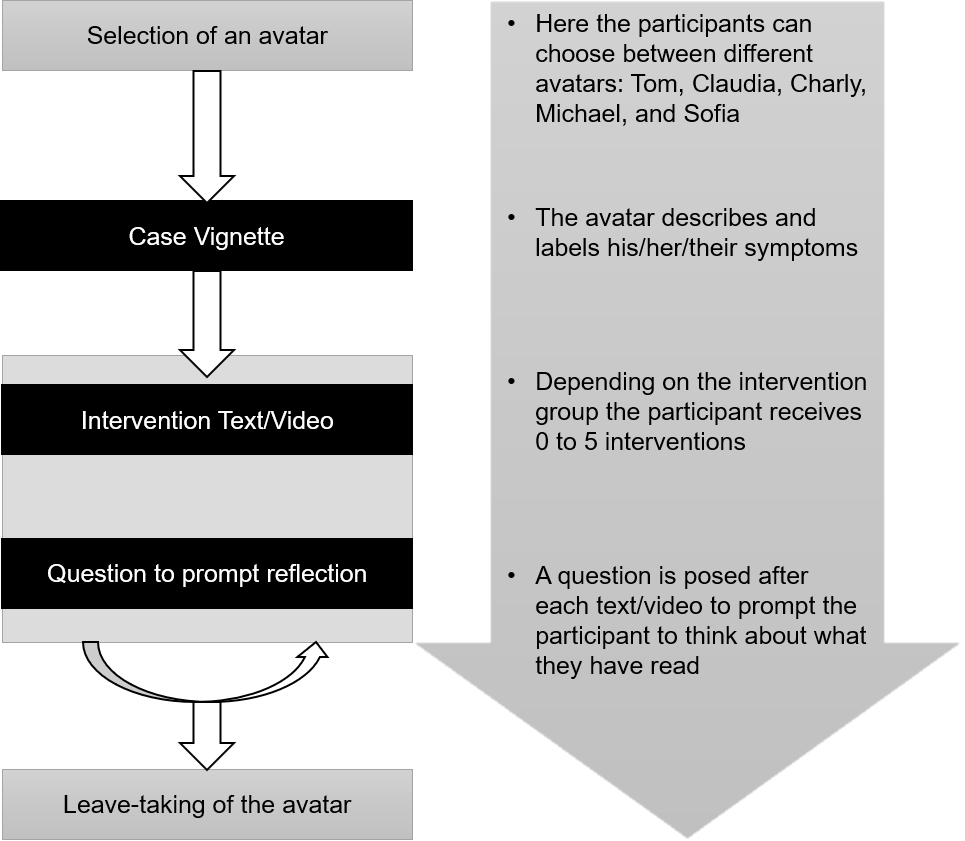 Selection of an avatar
• Here the participants can
choose between different
avatars: Tom, Claudia, Charly,
Michael, and Sofia
Case Vignette
• The avatar describes and
labels his/her/their symptoms
Intervention Text/Video
• Depending on the intervention
group the participant receives
0 to 5 interventions
Question to prompt reflection
• A question is posed after
each text/video to prompt the
participant to think about what
they have read
Leave-taking of the avatar